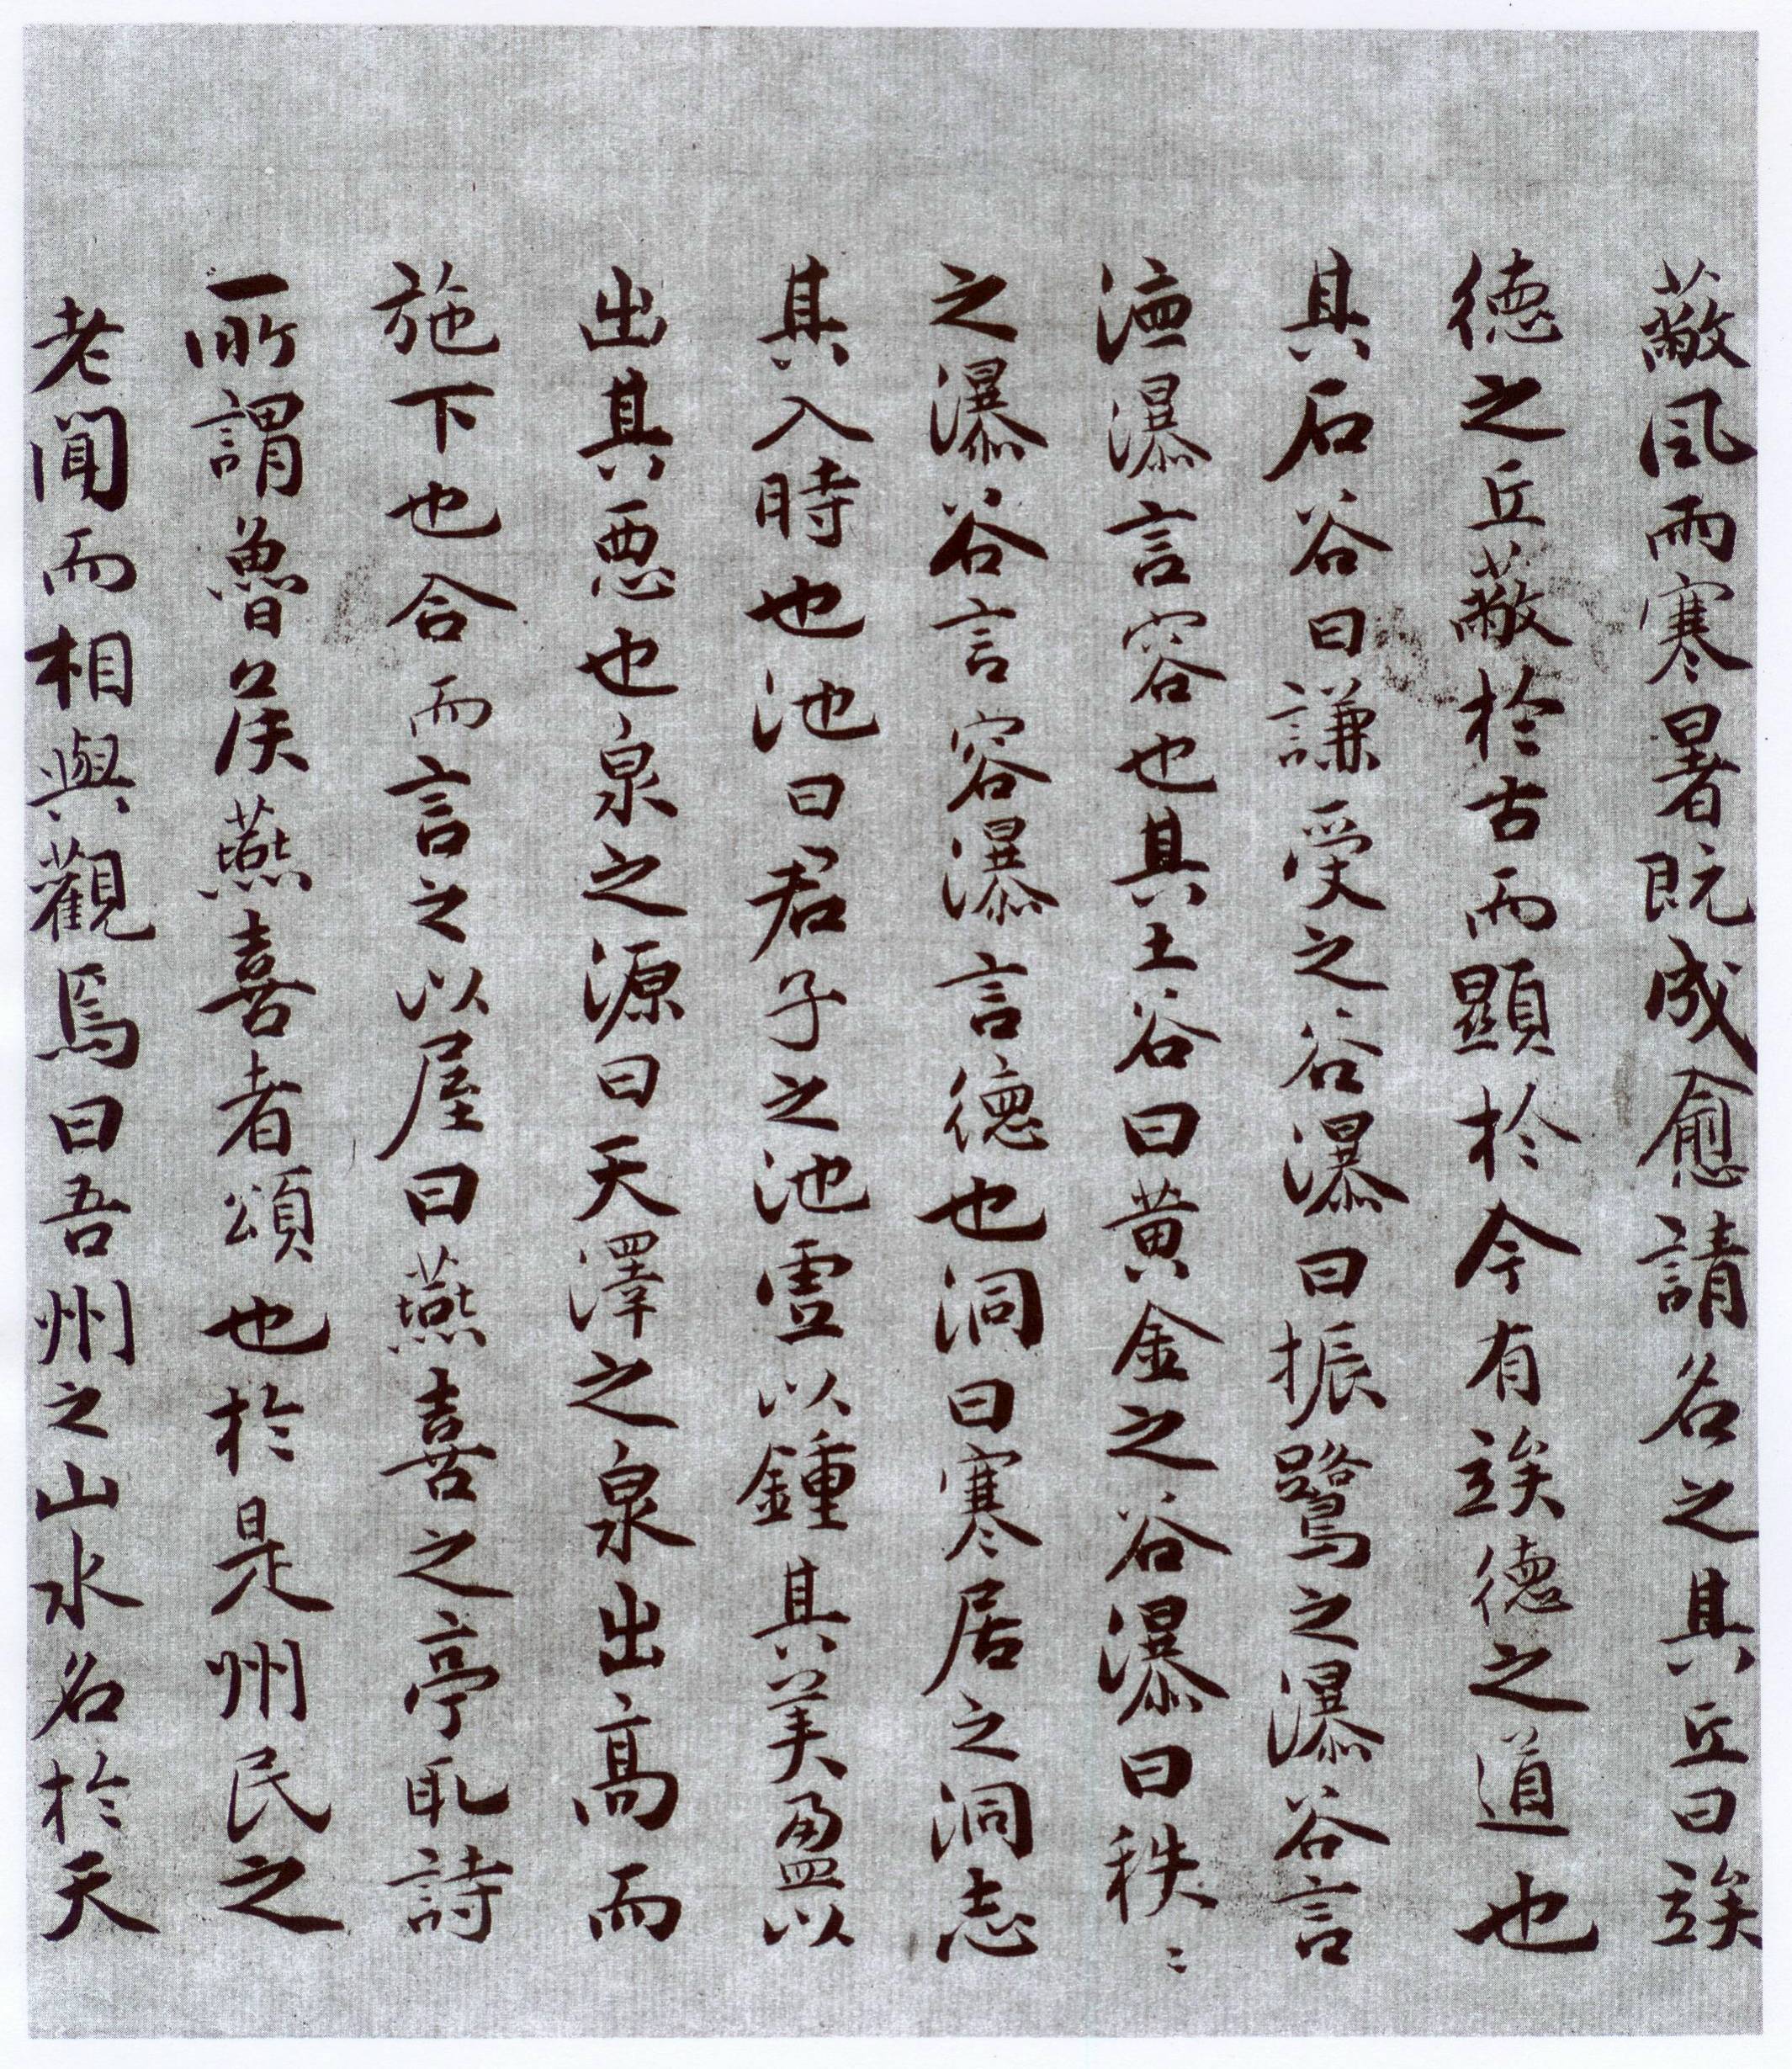 蔽風雨寒暑既成愈請名之其丘曰竢
德之丘蔽於古而顯於今有竢德之道也
其石谷曰謙受之谷瀑曰振鷺之瀑谷言
德瀑言容也其土谷曰黄金之谷瀑曰秩〻
之瀑谷言容瀑言德也洞曰寒居之洞志
其入時也池曰君子之池虛以鍾其美盈以
出其惡也泉之源曰天澤之泉出高而
施下也合而言之以屋曰燕喜之亭取詩
所謂魯侯燕喜者頌也於是州民之
老聞而相與觀焉曰吾州之山水名於天